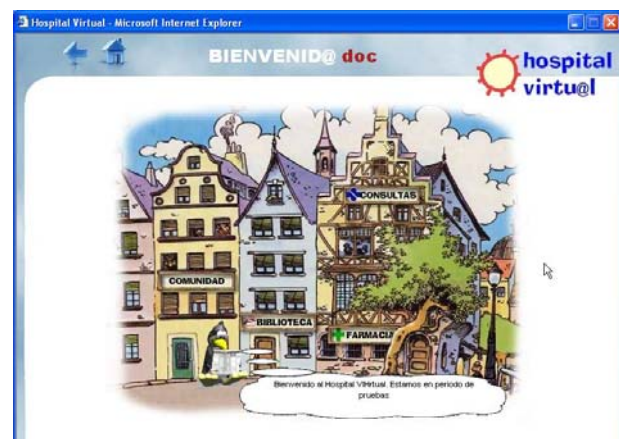 Hospital Virtual - Microsoft Internet Explorer
BIENVENID@ doc
hospital
virtu@l
CONSULTAS
COMUNIDAD
BIBLIOTECA
FARMACIA
Bienvenido al Hospital VIHrtual. Estamos en periodo de
pruebas